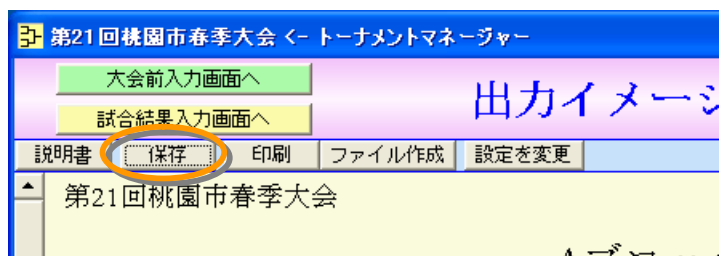 第21回桃園市春季大会 <- トーナメントマネージャー
大会前入力画面へ
出力イメージ
試合結果入力画面へ
説明書 保存 印刷 ファイル作成 設定を変更
第21回桃園市春季大会